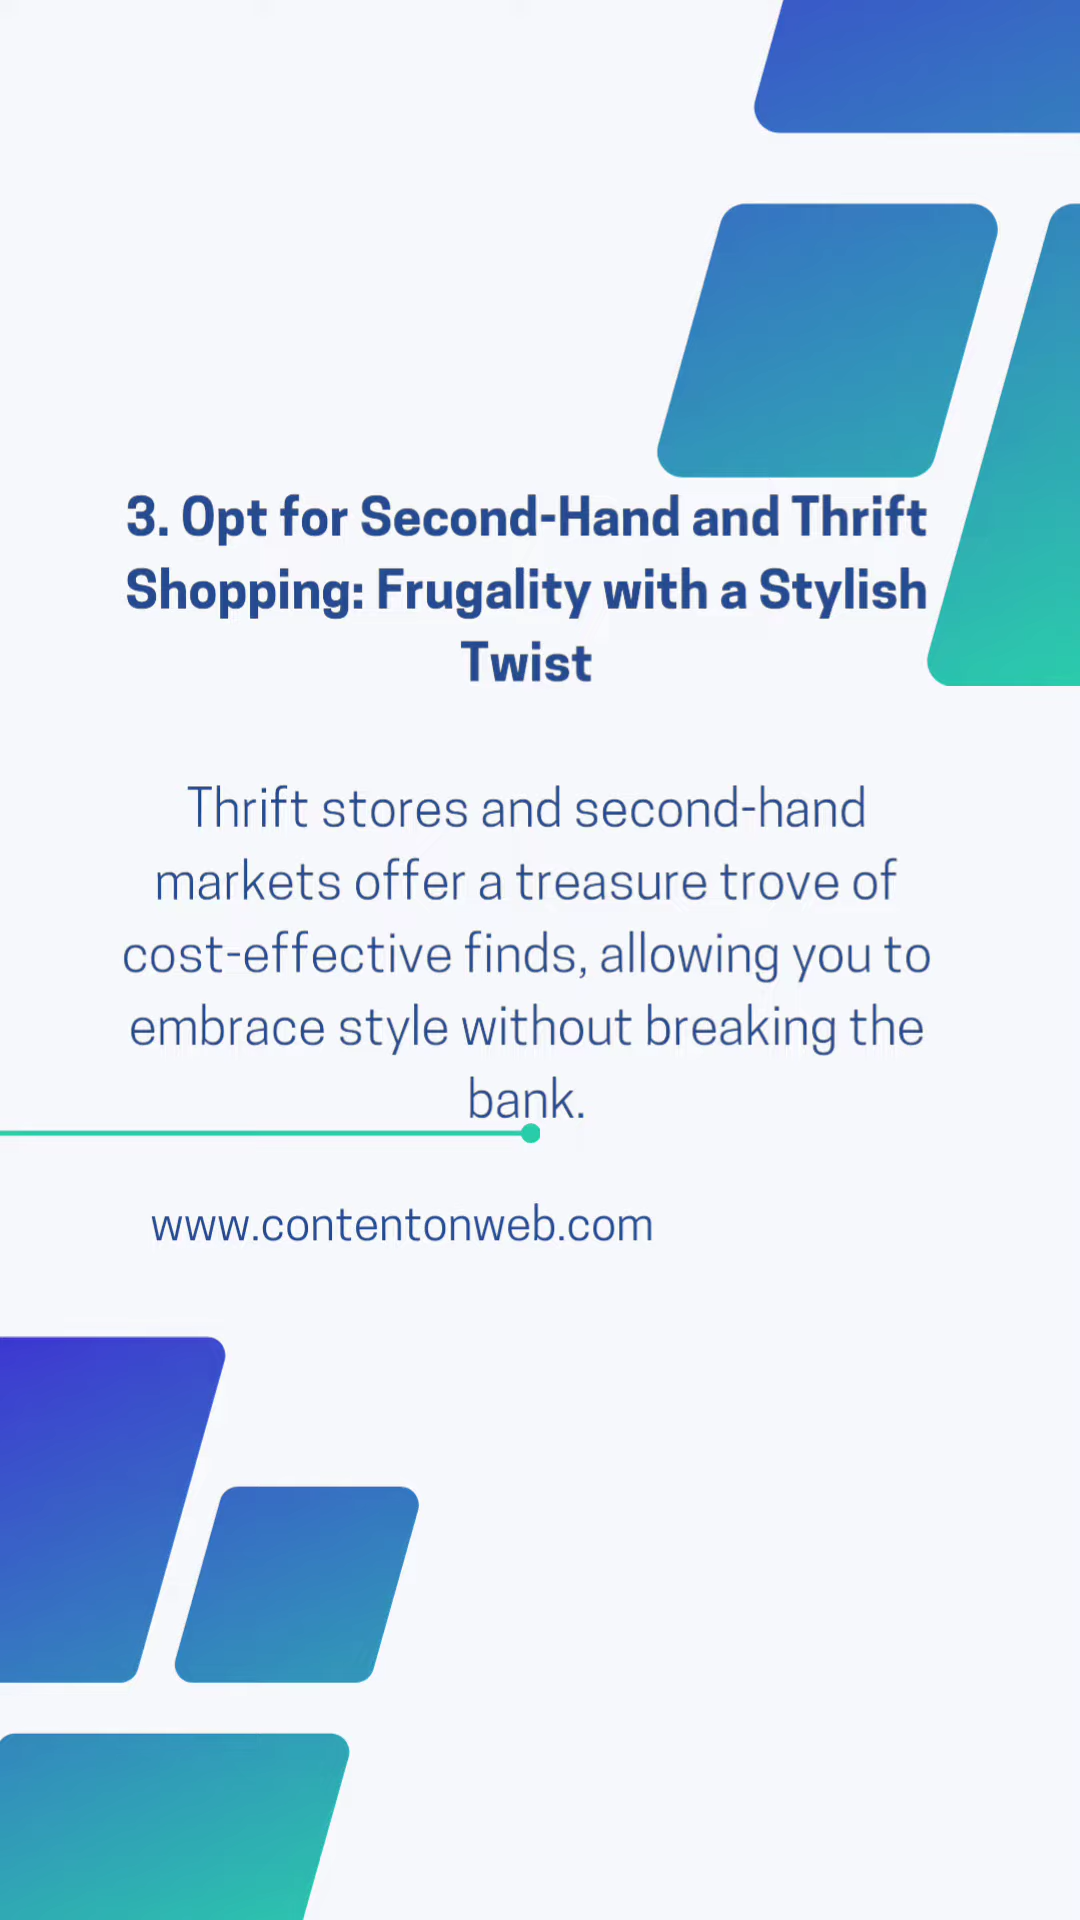 3. Opt for Second-Hand and Thrift
Shopping: Frugality with a Stylish
Twist
Thrift stores and second-hand
markets offer a treasure trove of
cost-effective finds, allowing you to
embrace style without breaking the
bank.
www.contentonweb.com